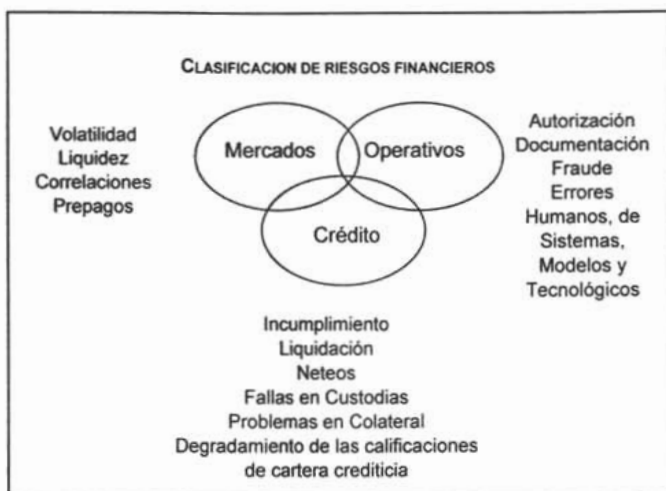 CLASIFICACION DE RIESGOS FINANCIEROS
Volatilidad
Liquidez
Correlaciones
Prepagos
Mercados
Operativos
Crédito
Autorización
Documentación
Fraude
Errores
Humanos, de
Sistemas,
Modelos y
Tecnológicos
Incumplimiento
Liquidación
Neteos
Fallas en Custodias
Problemas en Colateral
Degradamiento de las calificaciones
de cartera crediticia